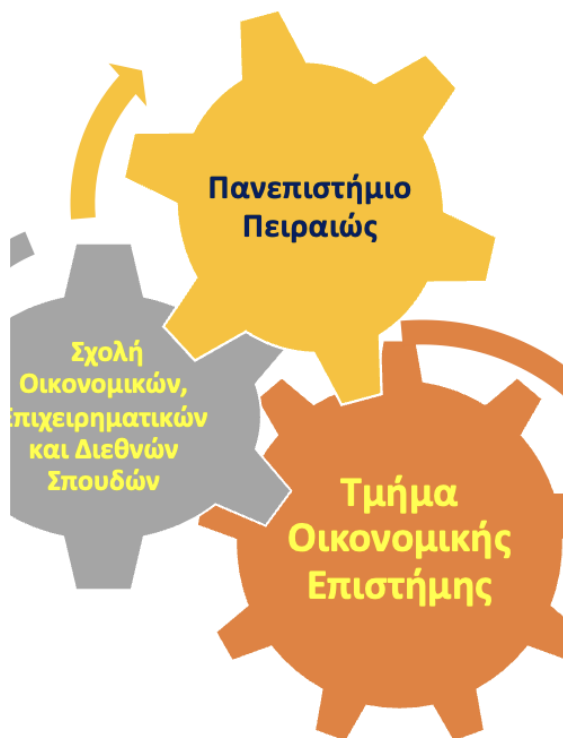 Πανεπιστήμιο
Πειραιώς
Σχολή
Οικονομικών,
Επιχειρηματικών
και Διεθνών
Σπουδών
Τμήμα
Οικονομικής
Επιστήμης